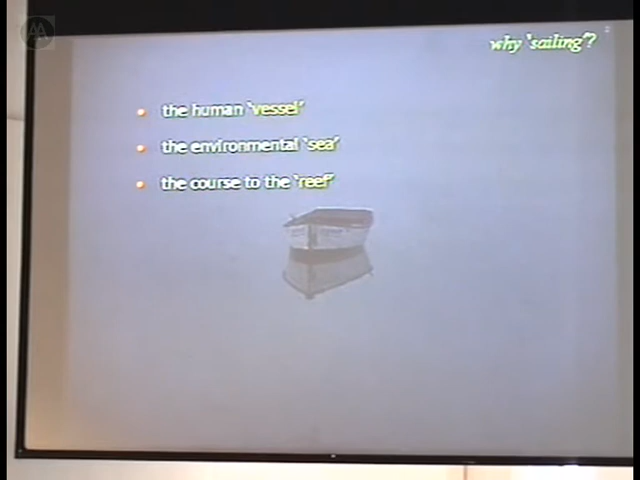 why 'sailing'?
the human 'vessel'
the environmental 'sea'
the course to the 'reef'